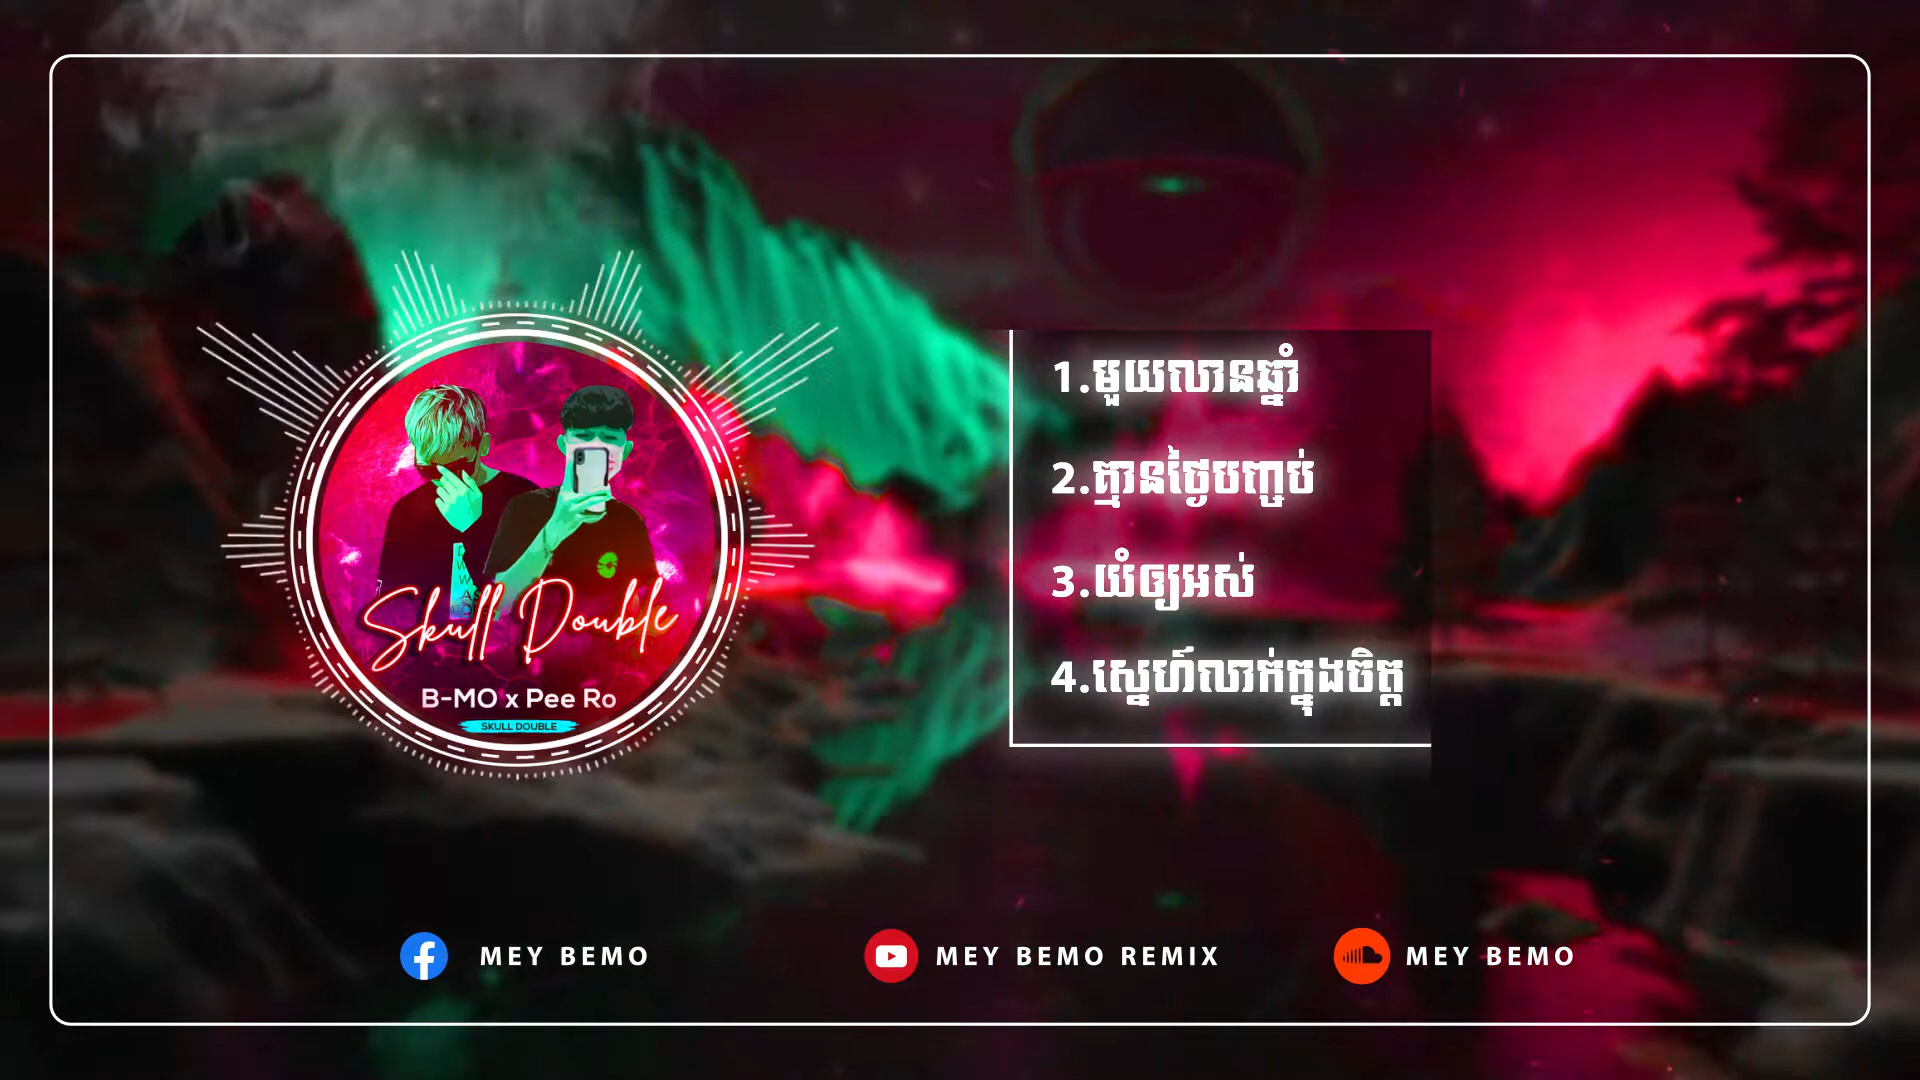 1.មួយលានឆ្នាំ
2.គ្មានថ្ងៃបញ្ចប់
3.យំឲ្យអស់
4.ស្នេហ៍លាក់ក្នុងចិត្ត
Skull Double
B-MO x Pee Ro
SKULL DOUBLE
MEY BEMO
MEY BEMO REMIX
MEY BEMO